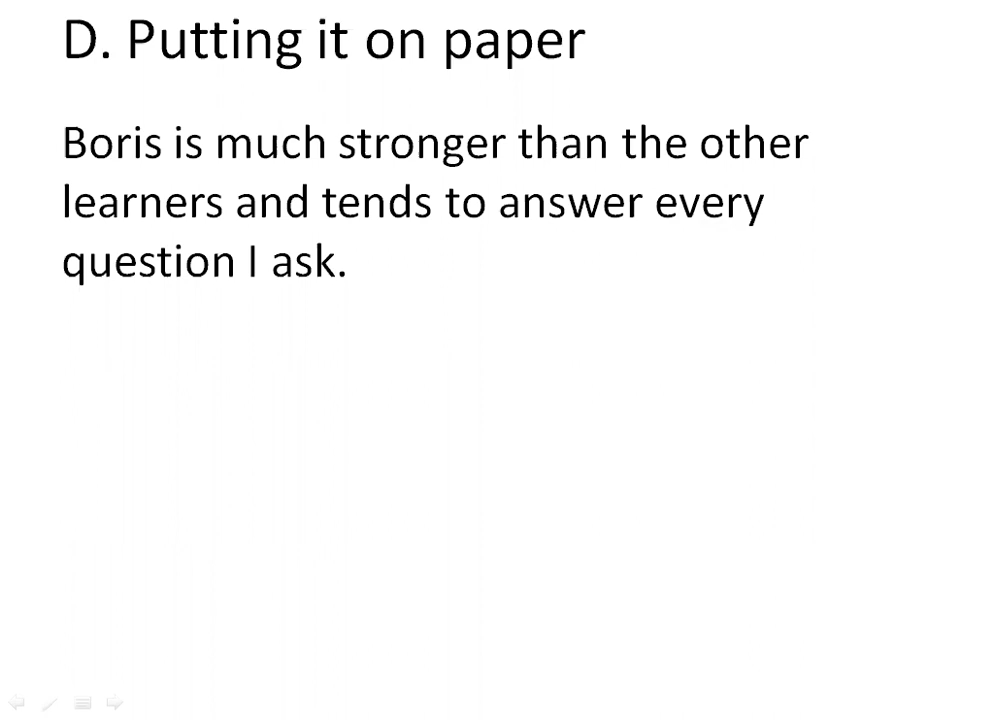 D. Putting it on paper
Boris is much stronger than the other
learners and tends to answer every
question I ask.